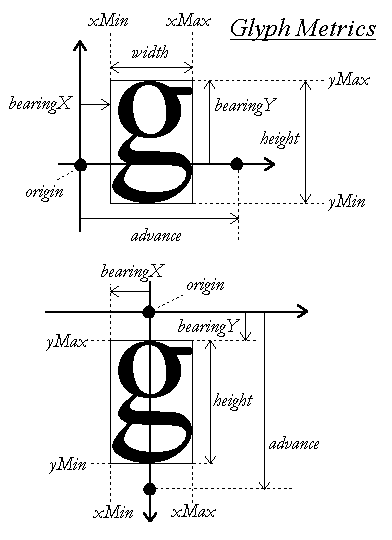 xMin xMax
Glyph Metrics
width
yMax
bearingX
bearingY
g
height
origin
yMin
advance
bearingX
origin
bearingY
yMax
g
height
advance
yMin
xMin xMax